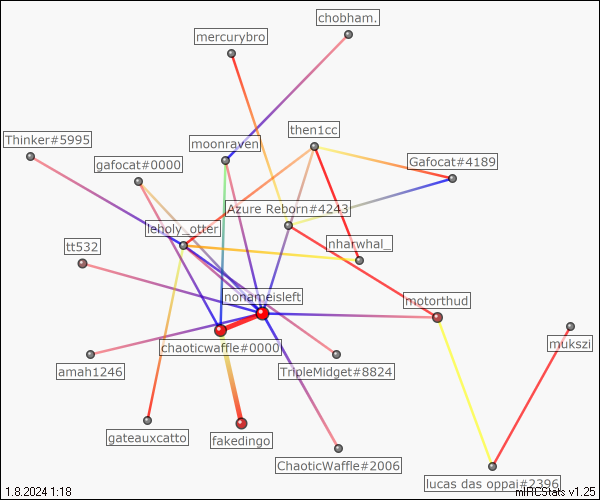 chobham.
mercurybro
then1cc
Thinker#5995
moonraven
gafocat#0000
Gafocat#4189
Azure Reborn#4243
leholy_otter
tt532
nharwhal_
nonameisleft
motorthud
chaoticwaffle#0000
mukszi
amah1246
TripleMidget#8824
gateauxcatto
fakedingo
ChaoticWaffle#2006
lucas das oppai#2396
1.8.2024 1:18
mIRCStats v1.25